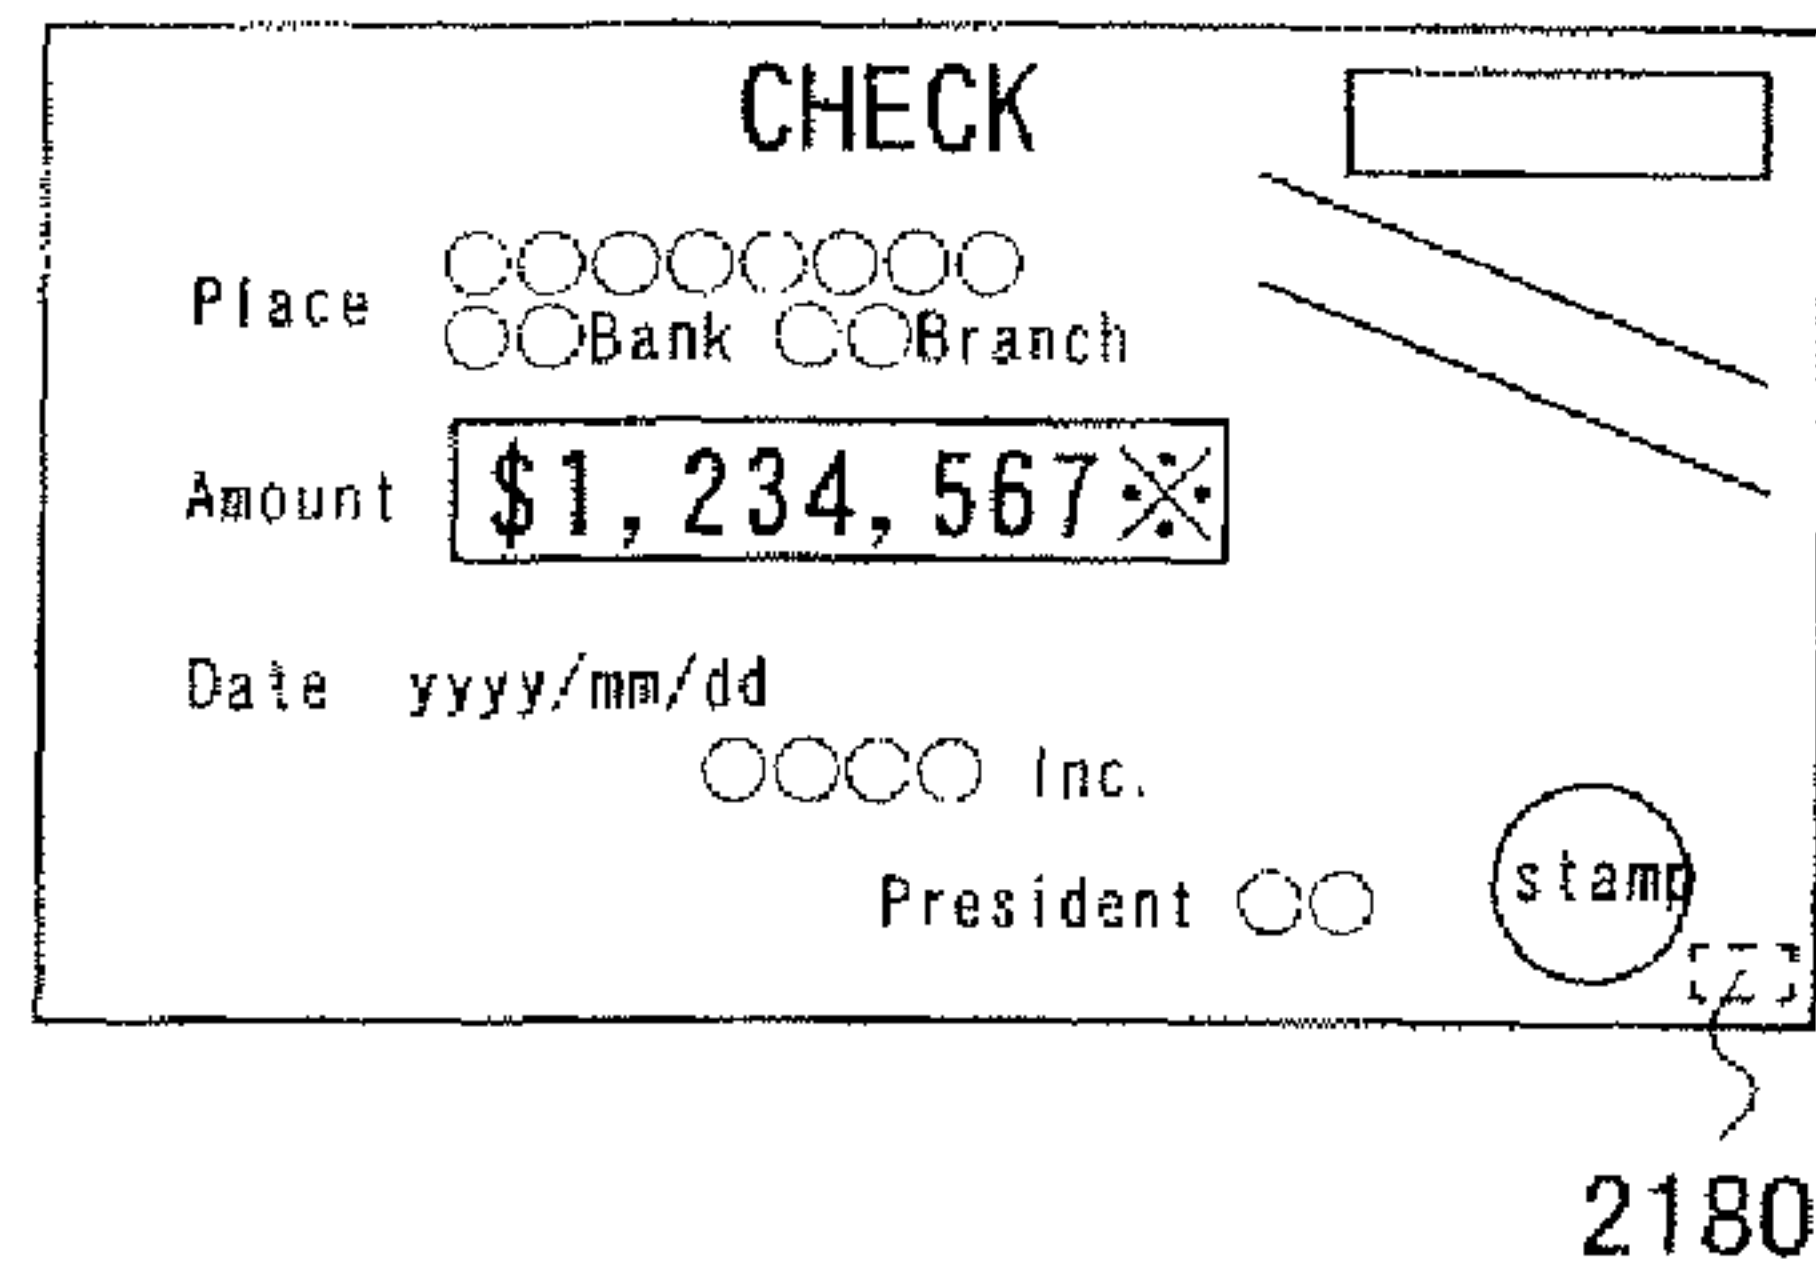 CHECK
Place ○○○○○○○○
○○Bank ○○Branch
Amount $1,234,567※
Date yyyy/mm/dd
○○○○ Inc.
President ○○
stamp
2180